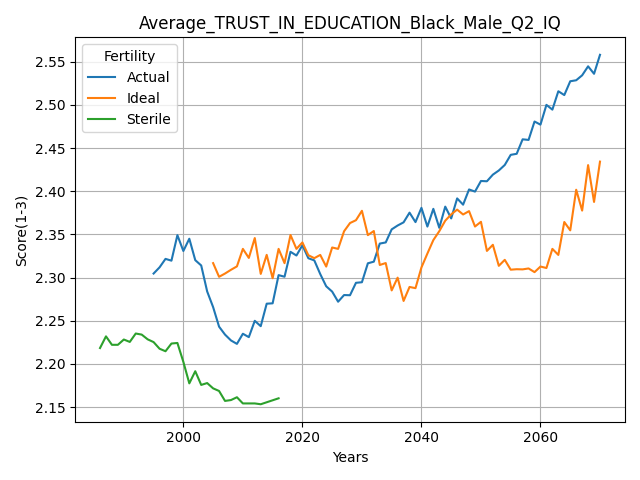 Average_TRUST_IN_EDUCATION_Black_Male_Q2_IQ
Fertility
Actual
Ideal
Sterile
Score(1-3)
2.55
2.50
2.45
2.40
2.35
2.30
2.25
2.20
2.15
2000
2020
2040
2060
Years